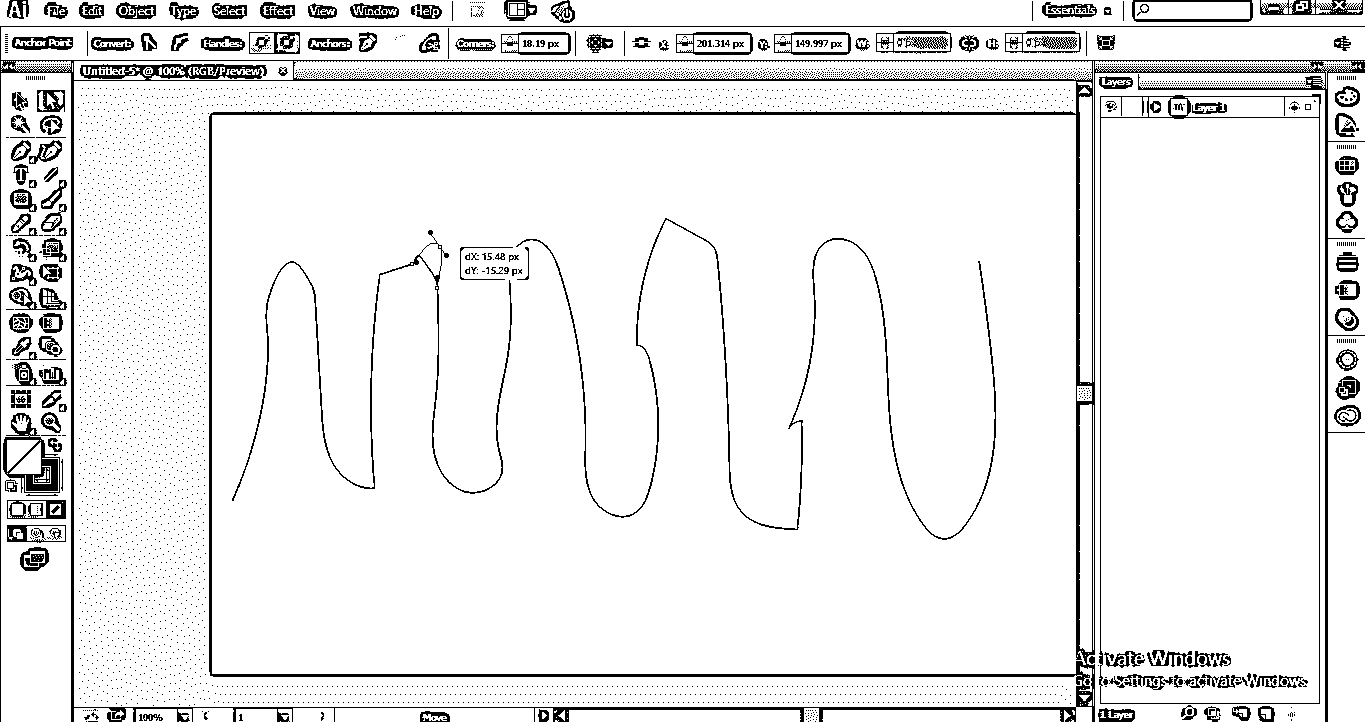 Ai File Edit Object Type Select Effect View Window Help Essentials
Anchor Point Convert: Handles: Anchors: Corners: 18.19 px X: 201.314 px Y: 149.997 px W: H:
Untitled-5* @ 100% (RGB/Preview)
Layers
Layer 1
dX: 15.48 px
dY: -15.29 px
Activate Windows
Go to Settings to activate Windows.
100% 1 Move 1 Layer